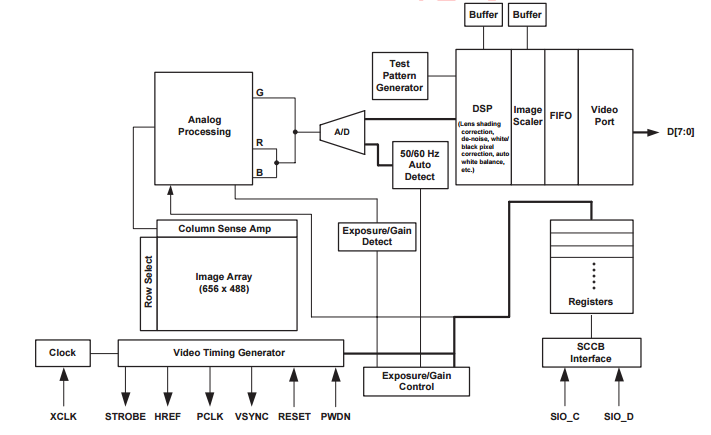 Buffer
Buffer
Test
Pattern
Generator
DSP
(Lens shading
correction,
de-noise, white/
black pixel
correction, auto
white balance,
etc.)
Image
Scaler
FIFO
Video
Port
D[7:0]
Analog
Processing
G
R
B
A/D
50/60 Hz
Auto
Detect
Column Sense Amp
Exposure/Gain
Detect
Row Select
Image Array
(656 x 488)
Registers
Clock
Video Timing Generator
SCCB
Interface
Exposure/Gain
Control
XCLK
STROBE
HREF
PCLK
VSYNC
RESET
PWDN
SIO_C
SIO_D